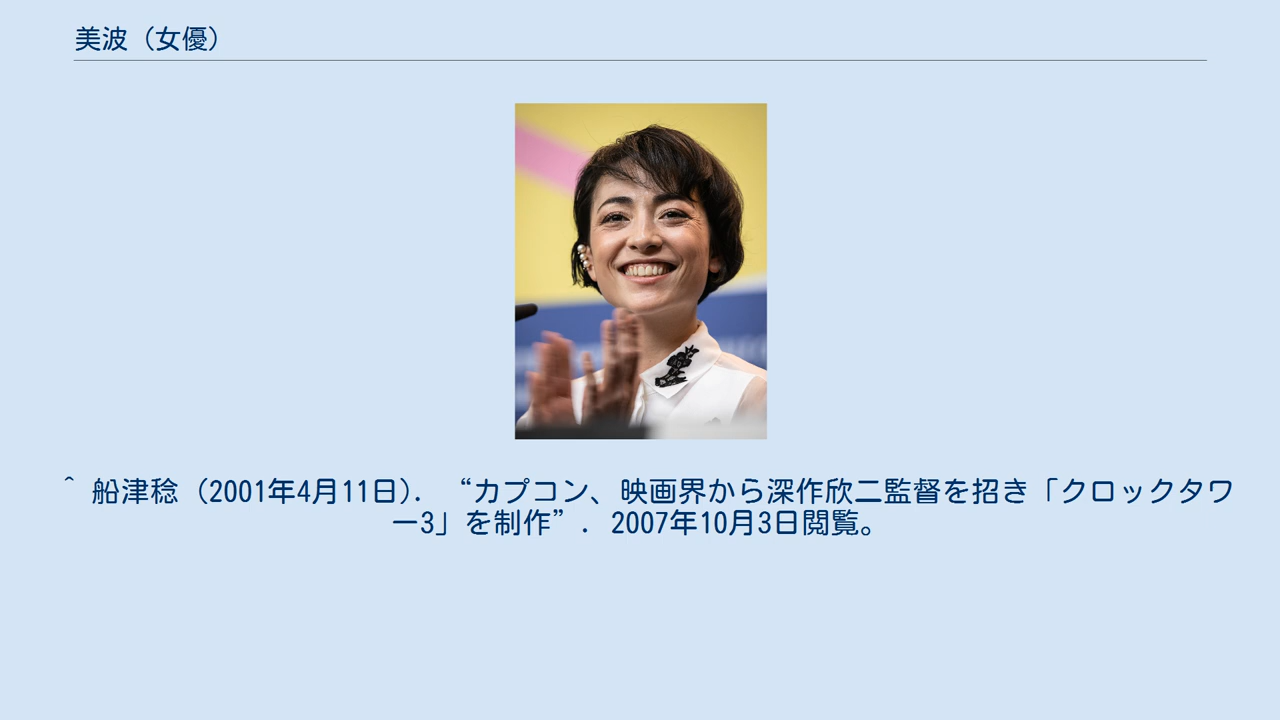 美波（女優）
^ 船津稔（2001年4月11日）. “カプコン、映画界から深作欣二監督を招き「クロックタワ
ー3」を制作”. 2007年10月3日閲覧。